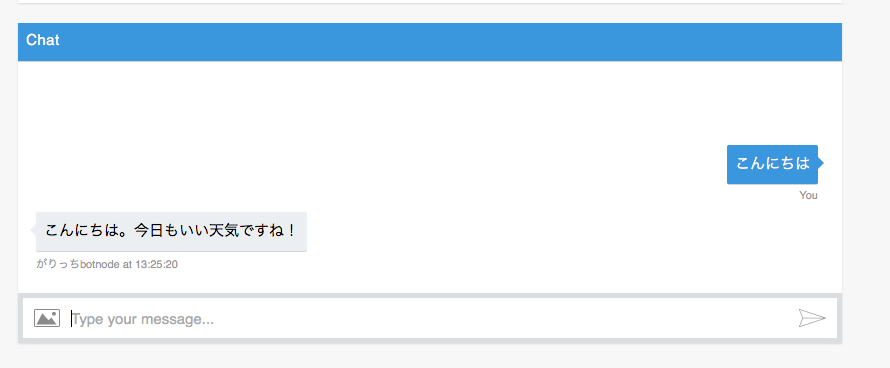 Chat
こんにちは
You
こんにちは。今日もいい天気ですね！
がりっちbotnode at 13:25:20
Type your message...